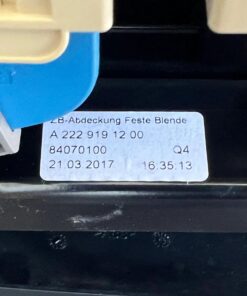 ZB-Abdeckung Feste Blende
A 222 919 12 00
84070100 Q4
21.03.2017 16:35:13